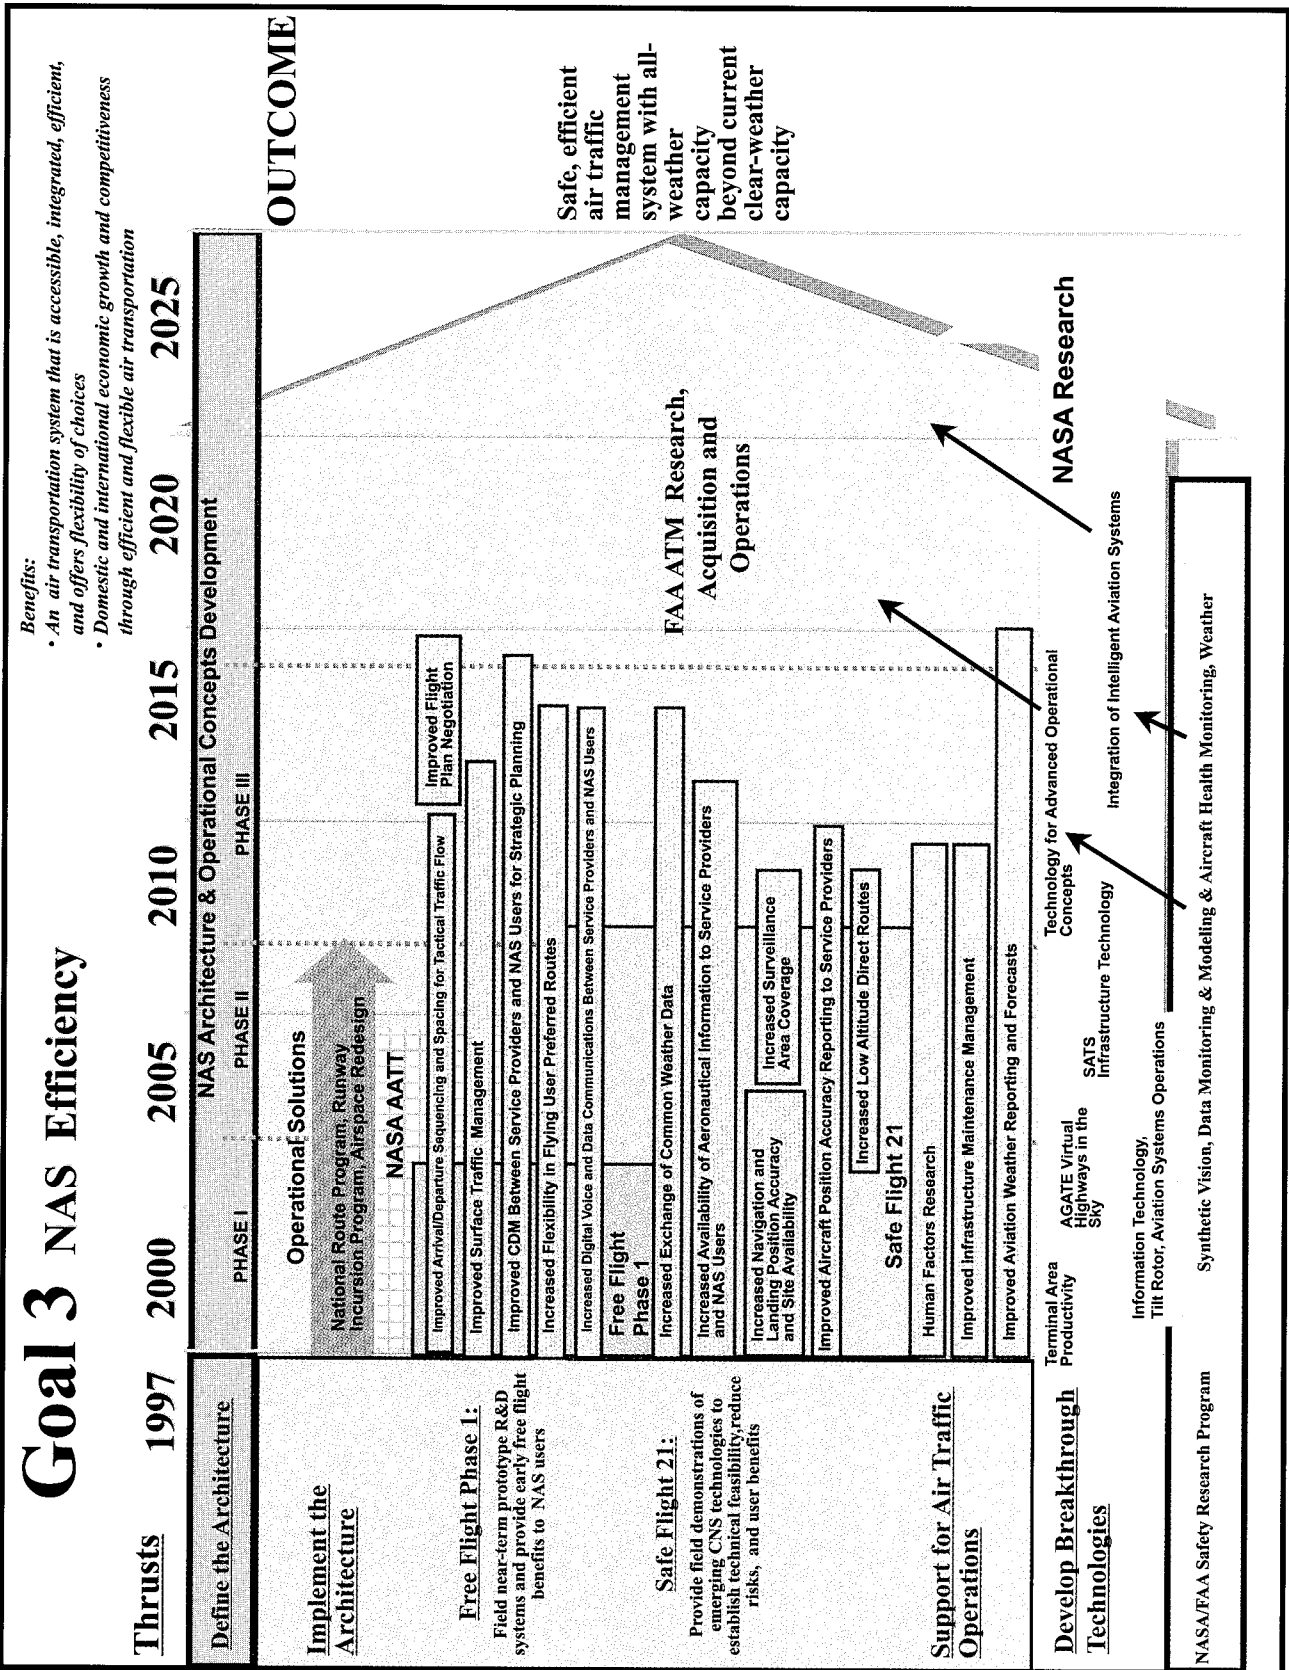 Goal 3 NAS Efficiency
Benefits:
• An air transportation system that is accessible, integrated, efficient,
and offers flexibility of choices
• Domestic and international economic growth and competitiveness
through efficient and flexible air transportation
Thrusts
1997
2000
2005
2010
2015
2020
2025
Define the Architecture
NAS Architecture & Operational Concepts Development
PHASE I
PHASE II
PHASE III
OUTCOME
Implement the
Architecture
Operational Solutions
National Route Program, Runway
Incursion Program, Airspace Redesign
NASA AATT
Improved Arrival/Departure Sequencing and Spacing for Tactical Traffic Flow
Improved Flight
Plan Negotiation
Improved Surface Traffic Management
Free Flight Phase 1:
Field near-term prototype R&D
systems and provide early free flight
benefits to NAS users
Improved CDM Between Service Providers and NAS Users for Strategic Planning
Increased Flexibility in Flying User Preferred Routes
Increased Digital Voice and Data Communications Between Service Providers and NAS Users
Free Flight
Phase 1
Increased Exchange of Common Weather Data
Safe, efficient
air traffic
management
system with all-
weather
capacity
beyond current
clear-weather
capacity
FAA ATM Research,
Acquisition and
Operations
Safe Flight 21:
Provide field demonstrations of
emerging CNS technologies to
establish technical feasibility,reduce
risks, and user benefits
Increased Availability of Aeronautical Information to Service Providers
and NAS Users
Increased Navigation and
Landing Position Accuracy
and Site Availability
Increased Surveillance
Area Coverage
Improved Aircraft Position Accuracy Reporting to Service Providers
Increased Low Altitude Direct Routes
Safe Flight 21
Support for Air Traffic
Operations
Human Factors Research
Improved Infrastructure Maintenance Management
Improved Aviation Weather Reporting and Forecasts
Develop Breakthrough
Technologies
Terminal Area
Productivity
AGATE Virtual
Highways in the
Sky
SATS
Infrastructure Technology
Technology for Advanced Operational
Concepts
Integration of Intelligent Aviation Systems
NASA Research
Information Technology,
Tilt Rotor, Aviation Systems Operations
NASA/FAA Safety Research Program
Synthetic Vision, Data Monitoring & Modeling & Aircraft Health Monitoring, Weather